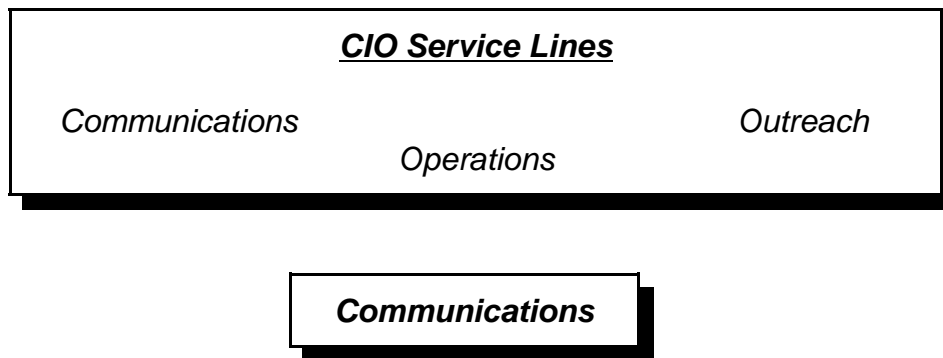 CIO Service Lines
Communications Outreach
Operations
Communications